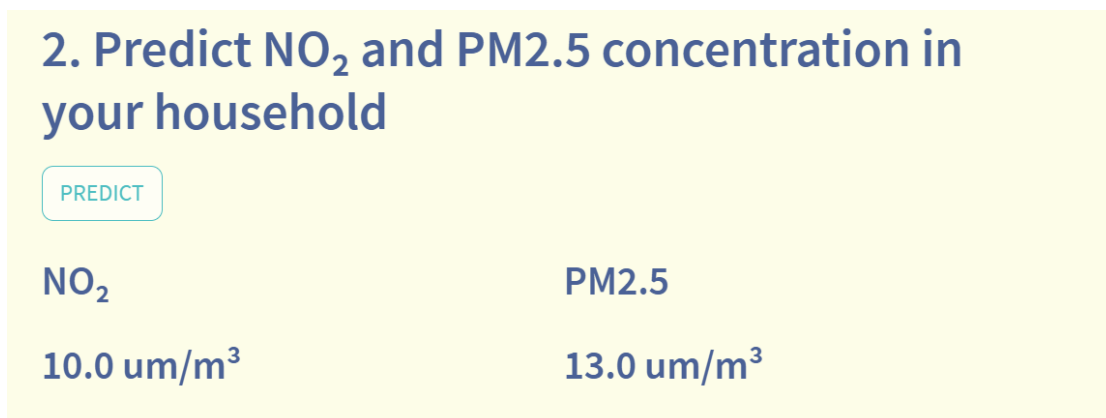 2. Predict NO₂ and PM2.5 concentration in
your household
PREDICT
NO₂
PM2.5
10.0 um/m³
13.0 um/m³